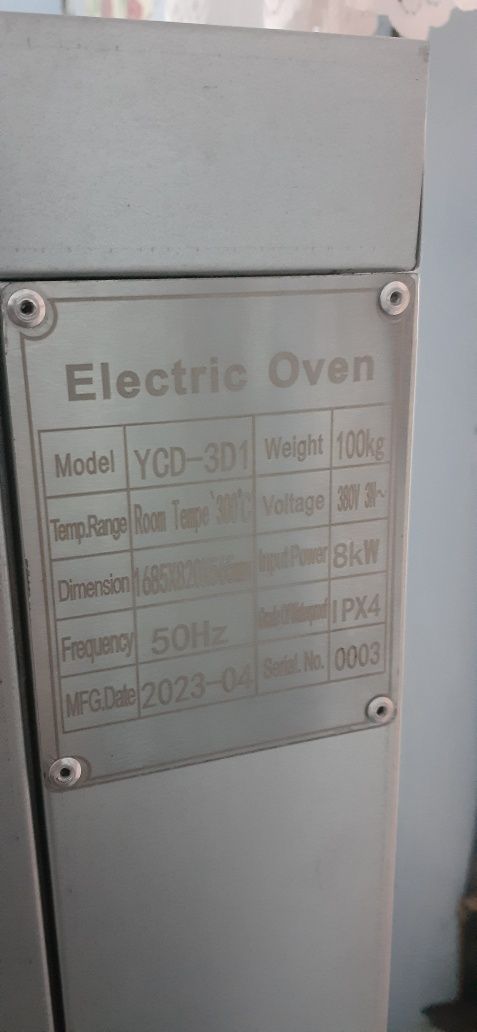 Electric Oven
Model YCD-3D1 Weight 100kg
Temp.Range Room Tempe~300℃ Voltage 380V 3N~
Dimension Input Power 8kW
Frequency 50Hz IPX4
MFG.Date 2023-04 Serial. No. 0003